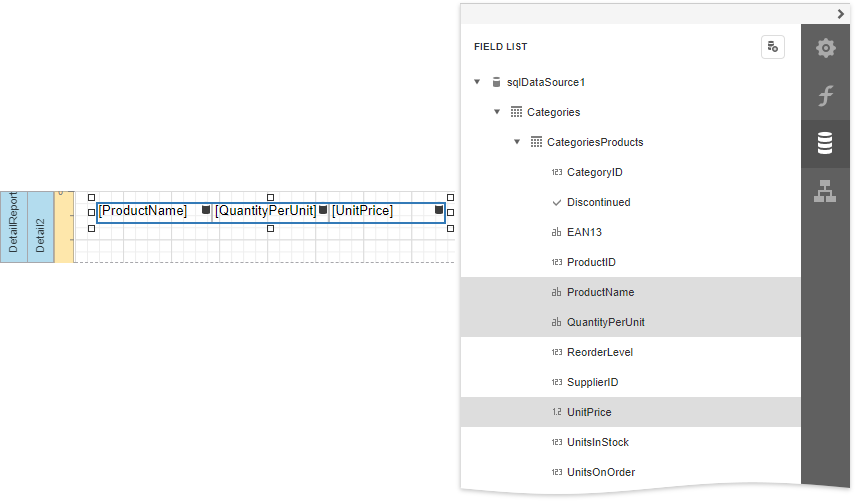 DetailReport
Detail2
[ProductName] [QuantityPerUnit] [UnitPrice]
FIELD LIST
sqlDataSource1
Categories
CategoriesProducts
123 CategoryID
Discontinued
ab EAN13
123 ProductID
ab ProductName
ab QuantityPerUnit
123 ReorderLevel
123 SupplierID
1.2 UnitPrice
123 UnitsInStock
123 UnitsOnOrder